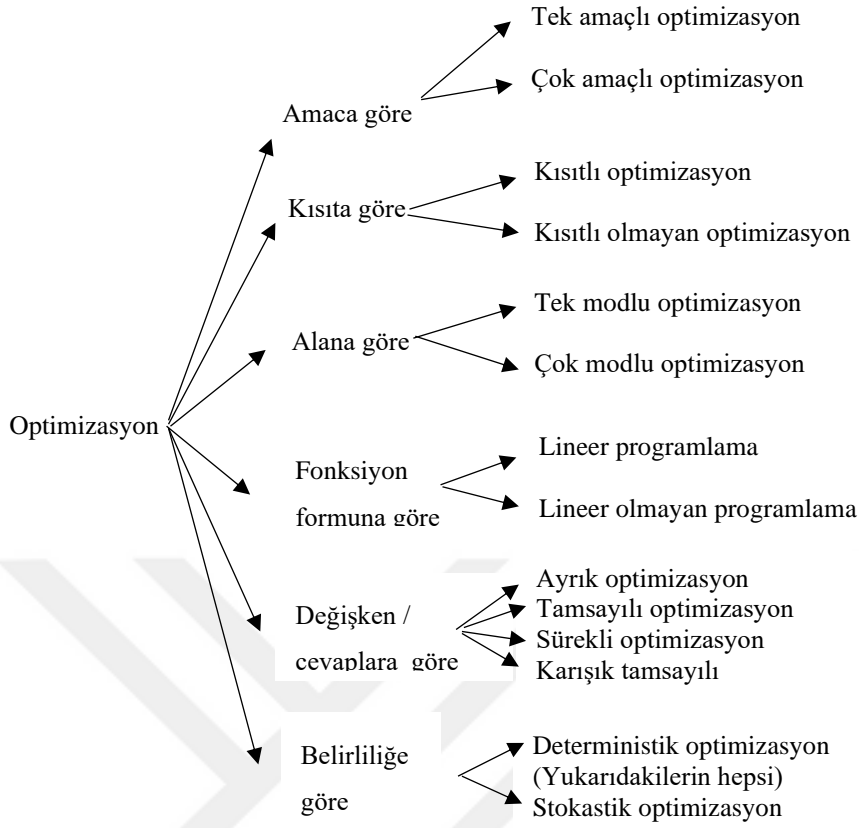 Tek amaçlı optimizasyon
Çok amaçlı optimizasyon
Amaca göre
Kısıtlı optimizasyon
Kısıta göre
Kısıtlı olmayan optimizasyon
Tek modlu optimizasyon
Alana göre
Çok modlu optimizasyon
Optimizasyon
Lineer programlama
Fonksiyon
formuna göre
Lineer olmayan programlama
Ayrık optimizasyon
Tamsayılı optimizasyon
Değişken /
Sürekli optimizasyon
cevaplara göre
Karışık tamsayılı
Deterministik optimizasyon
Belirliliğe
(Yukarıdakilerin hepsi)
göre
Stokastik optimizasyon